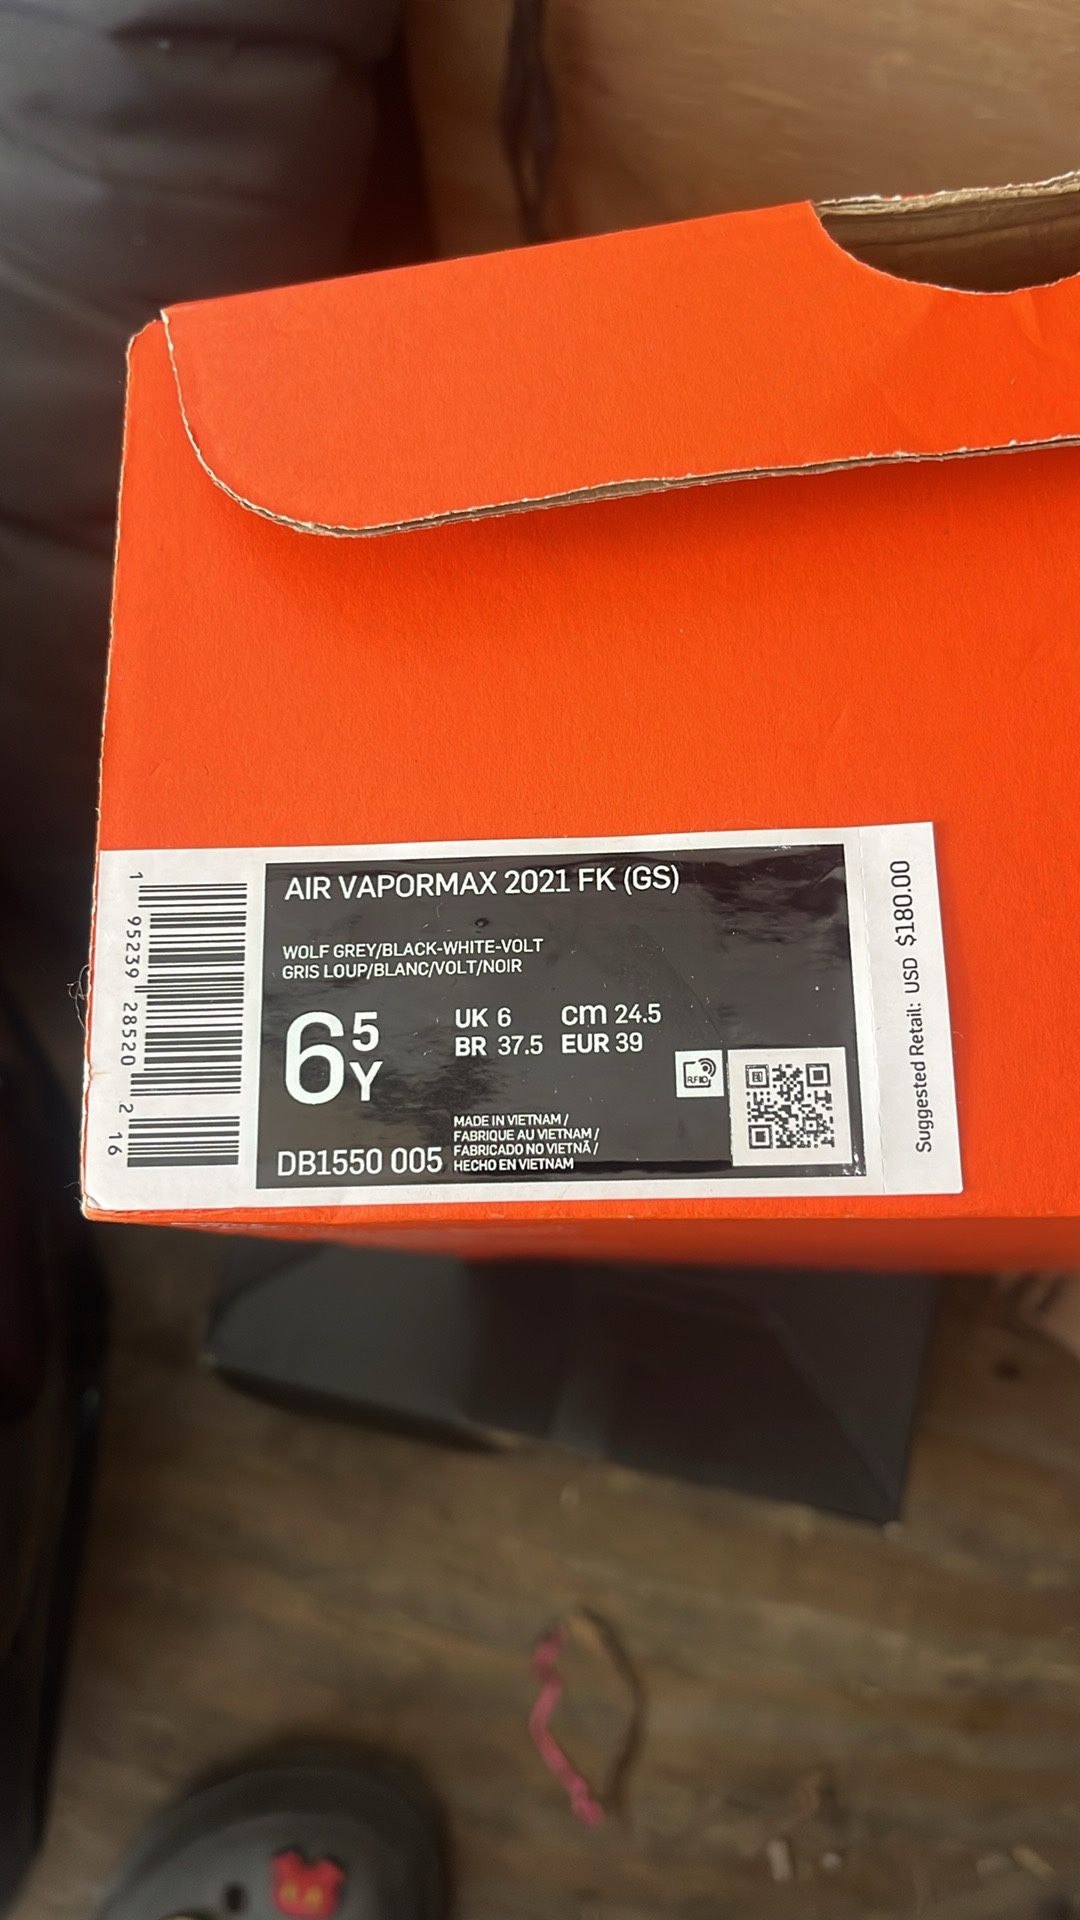 AIR VAPORMAX 2021 FK (GS)
WOLF GREY/BLACK-WHITE-VOLT
GRIS LOUP/BLANC/VOLT/NOIR
6 5 Y
UK 6 cm 24.5
BR 37.5 EUR 39
RFID
DB1550 005
MADE IN VIETNAM /
FABRIQUE AU VIETNAM /
FABRICADO NO VIETNÃ /
HECHO EN VIETNAM
1 95239 28520 2 16
Suggested Retail: USD $180.00